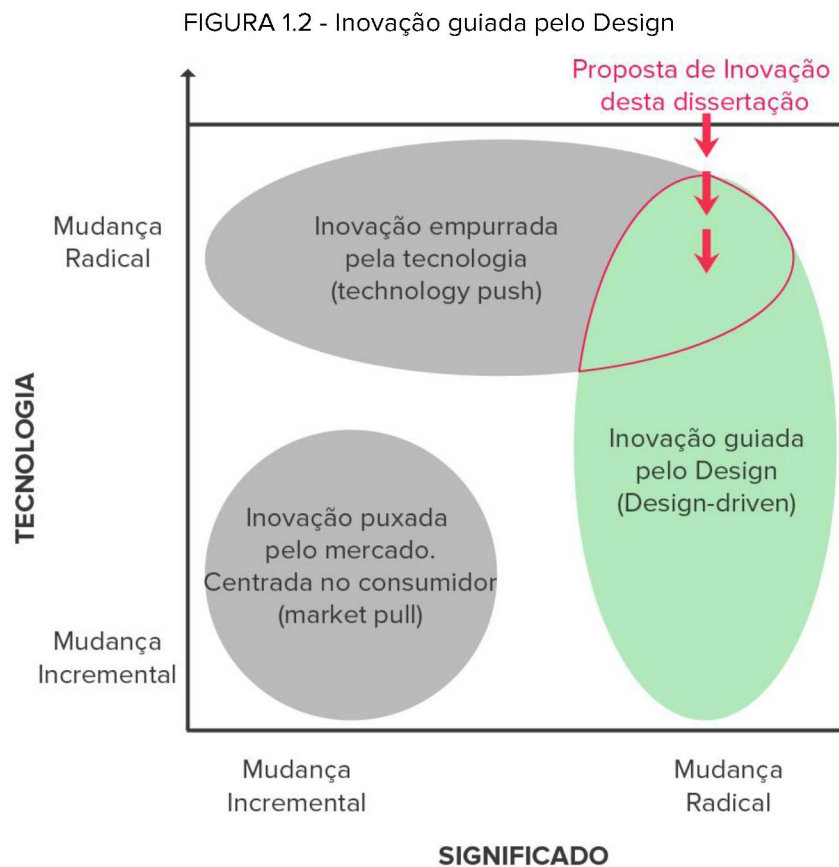 FIGURA 1.2 - Inovação guiada pelo Design
Proposta de Inovação
desta dissertação
Mudança
Radical
Inovação empurrada
pela tecnologia
(technology push)
TECNOLOGIA
Inovação guiada
pelo Design
(Design-driven)
Inovação puxada
pelo mercado.
Centrada no consumidor
(market pull)
Mudança
Incremental
Mudança
Incremental
Mudança
Radical
SIGNIFICADO